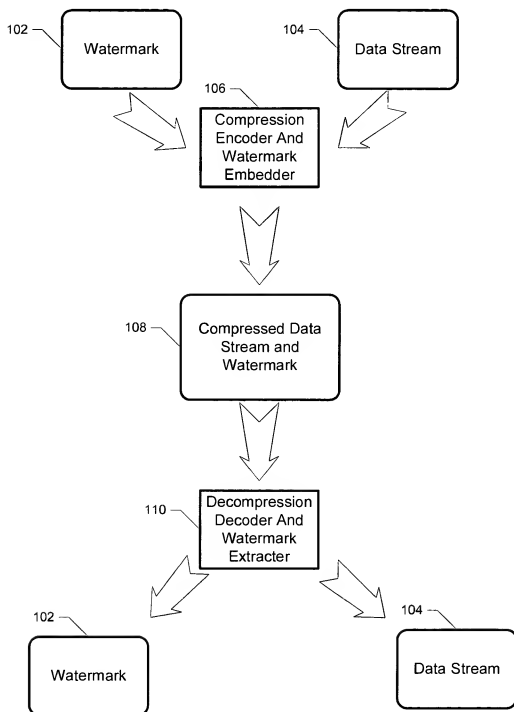 102
Watermark
104
Data Stream
106
Compression
Encoder And
Watermark
Embedder
108
Compressed Data
Stream and
Watermark
110
Decompression
Decoder And
Watermark
Extracter
102
Watermark
104
Data Stream